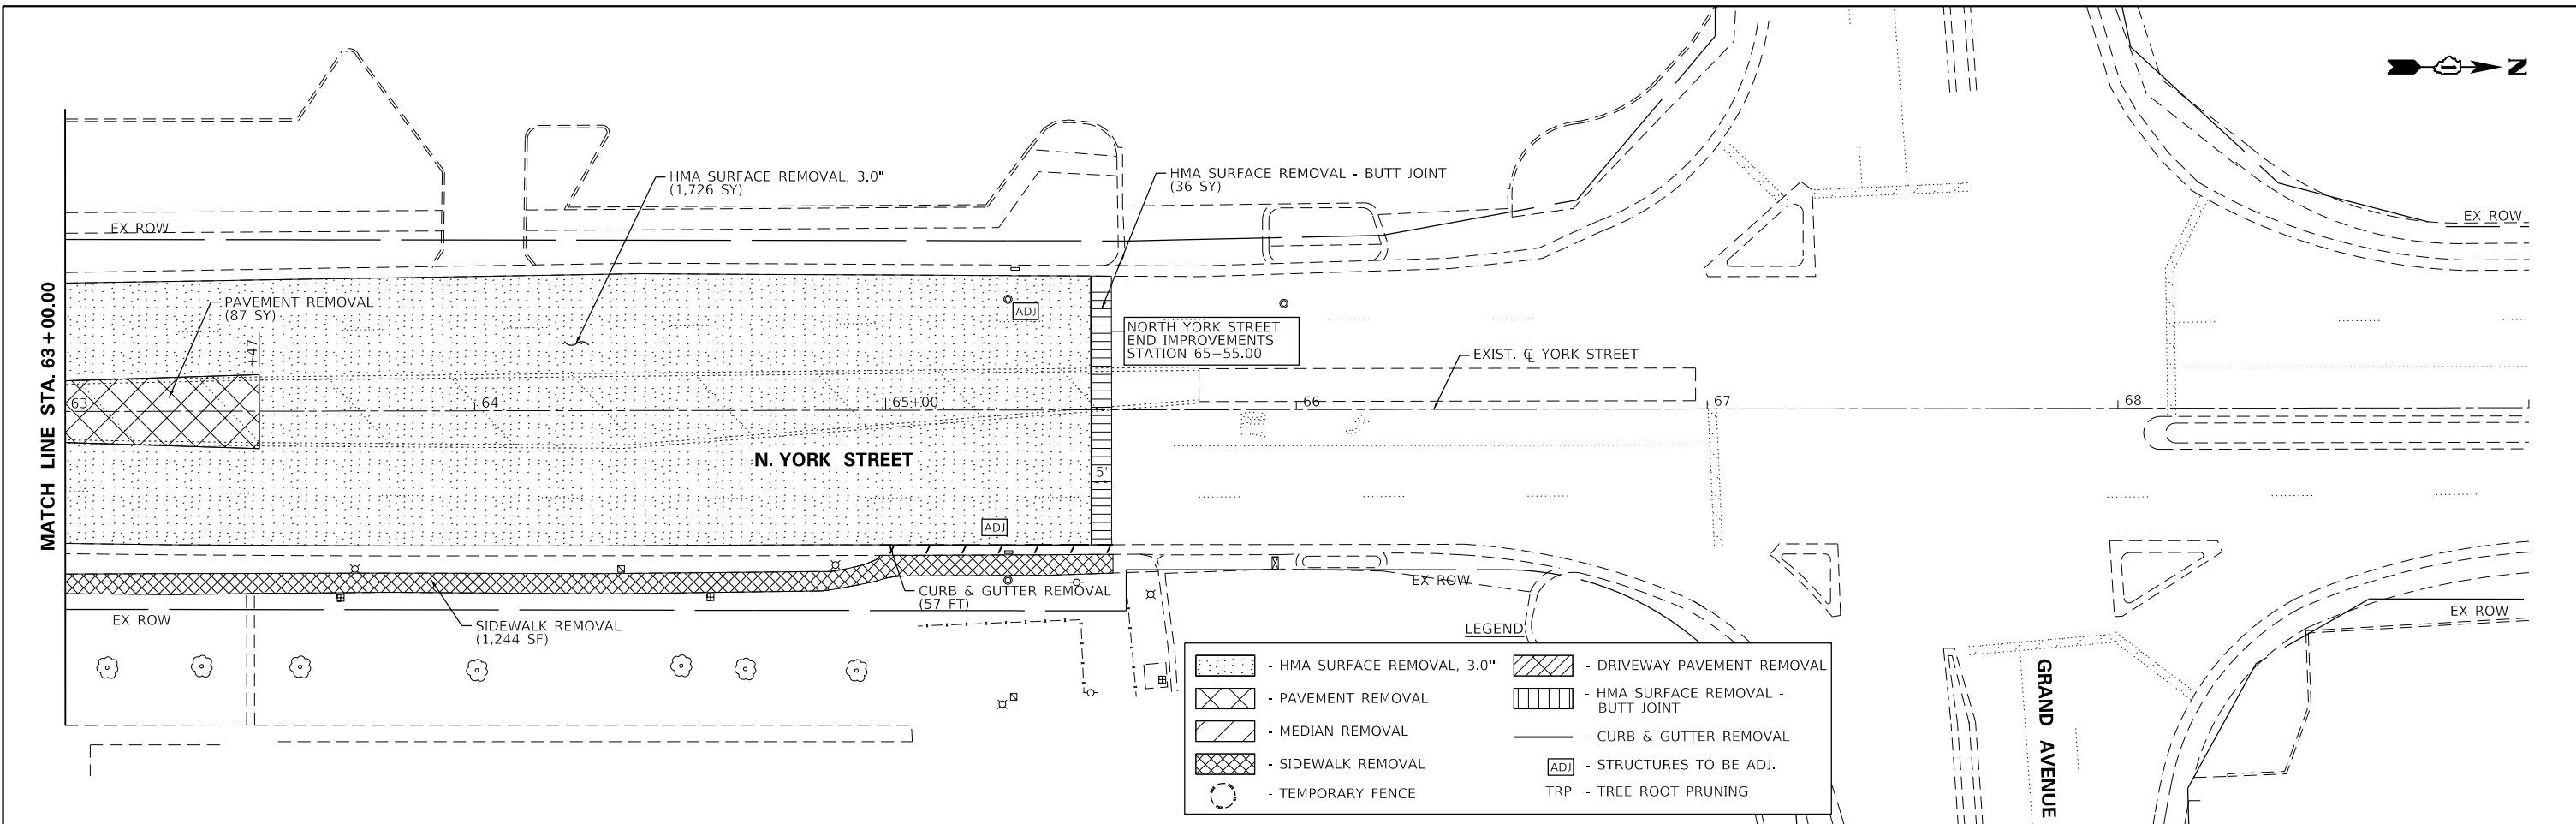 N
EX ROW
EX ROW
HMA SURFACE REMOVAL, 3.0"
(1,726 SY)
HMA SURFACE REMOVAL - BUTT JOINT
(36 SY)
MATCH LINE STA. 63+00.00
PAVEMENT REMOVAL
(87 SY)
+47
ADJ
NORTH YORK STREET
END IMPROVEMENTS
STATION 65+55.00
EXIST. ℄ YORK STREET
63
64
65+00
66
67
68
N. YORK STREET
5'
ADJ
CURB & GUTTER REMOVAL
(57 FT)
EX ROW
EX ROW
EX ROW
SIDEWALK REMOVAL
(1,244 SF)
LEGEND
- HMA SURFACE REMOVAL, 3.0"
- PAVEMENT REMOVAL
- MEDIAN REMOVAL
- SIDEWALK REMOVAL
- TEMPORARY FENCE
- DRIVEWAY PAVEMENT REMOVAL
- HMA SURFACE REMOVAL -
BUTT JOINT
- CURB & GUTTER REMOVAL
ADJ - STRUCTURES TO BE ADJ.
TRP - TREE ROOT PRUNING
GRAND AVENUE